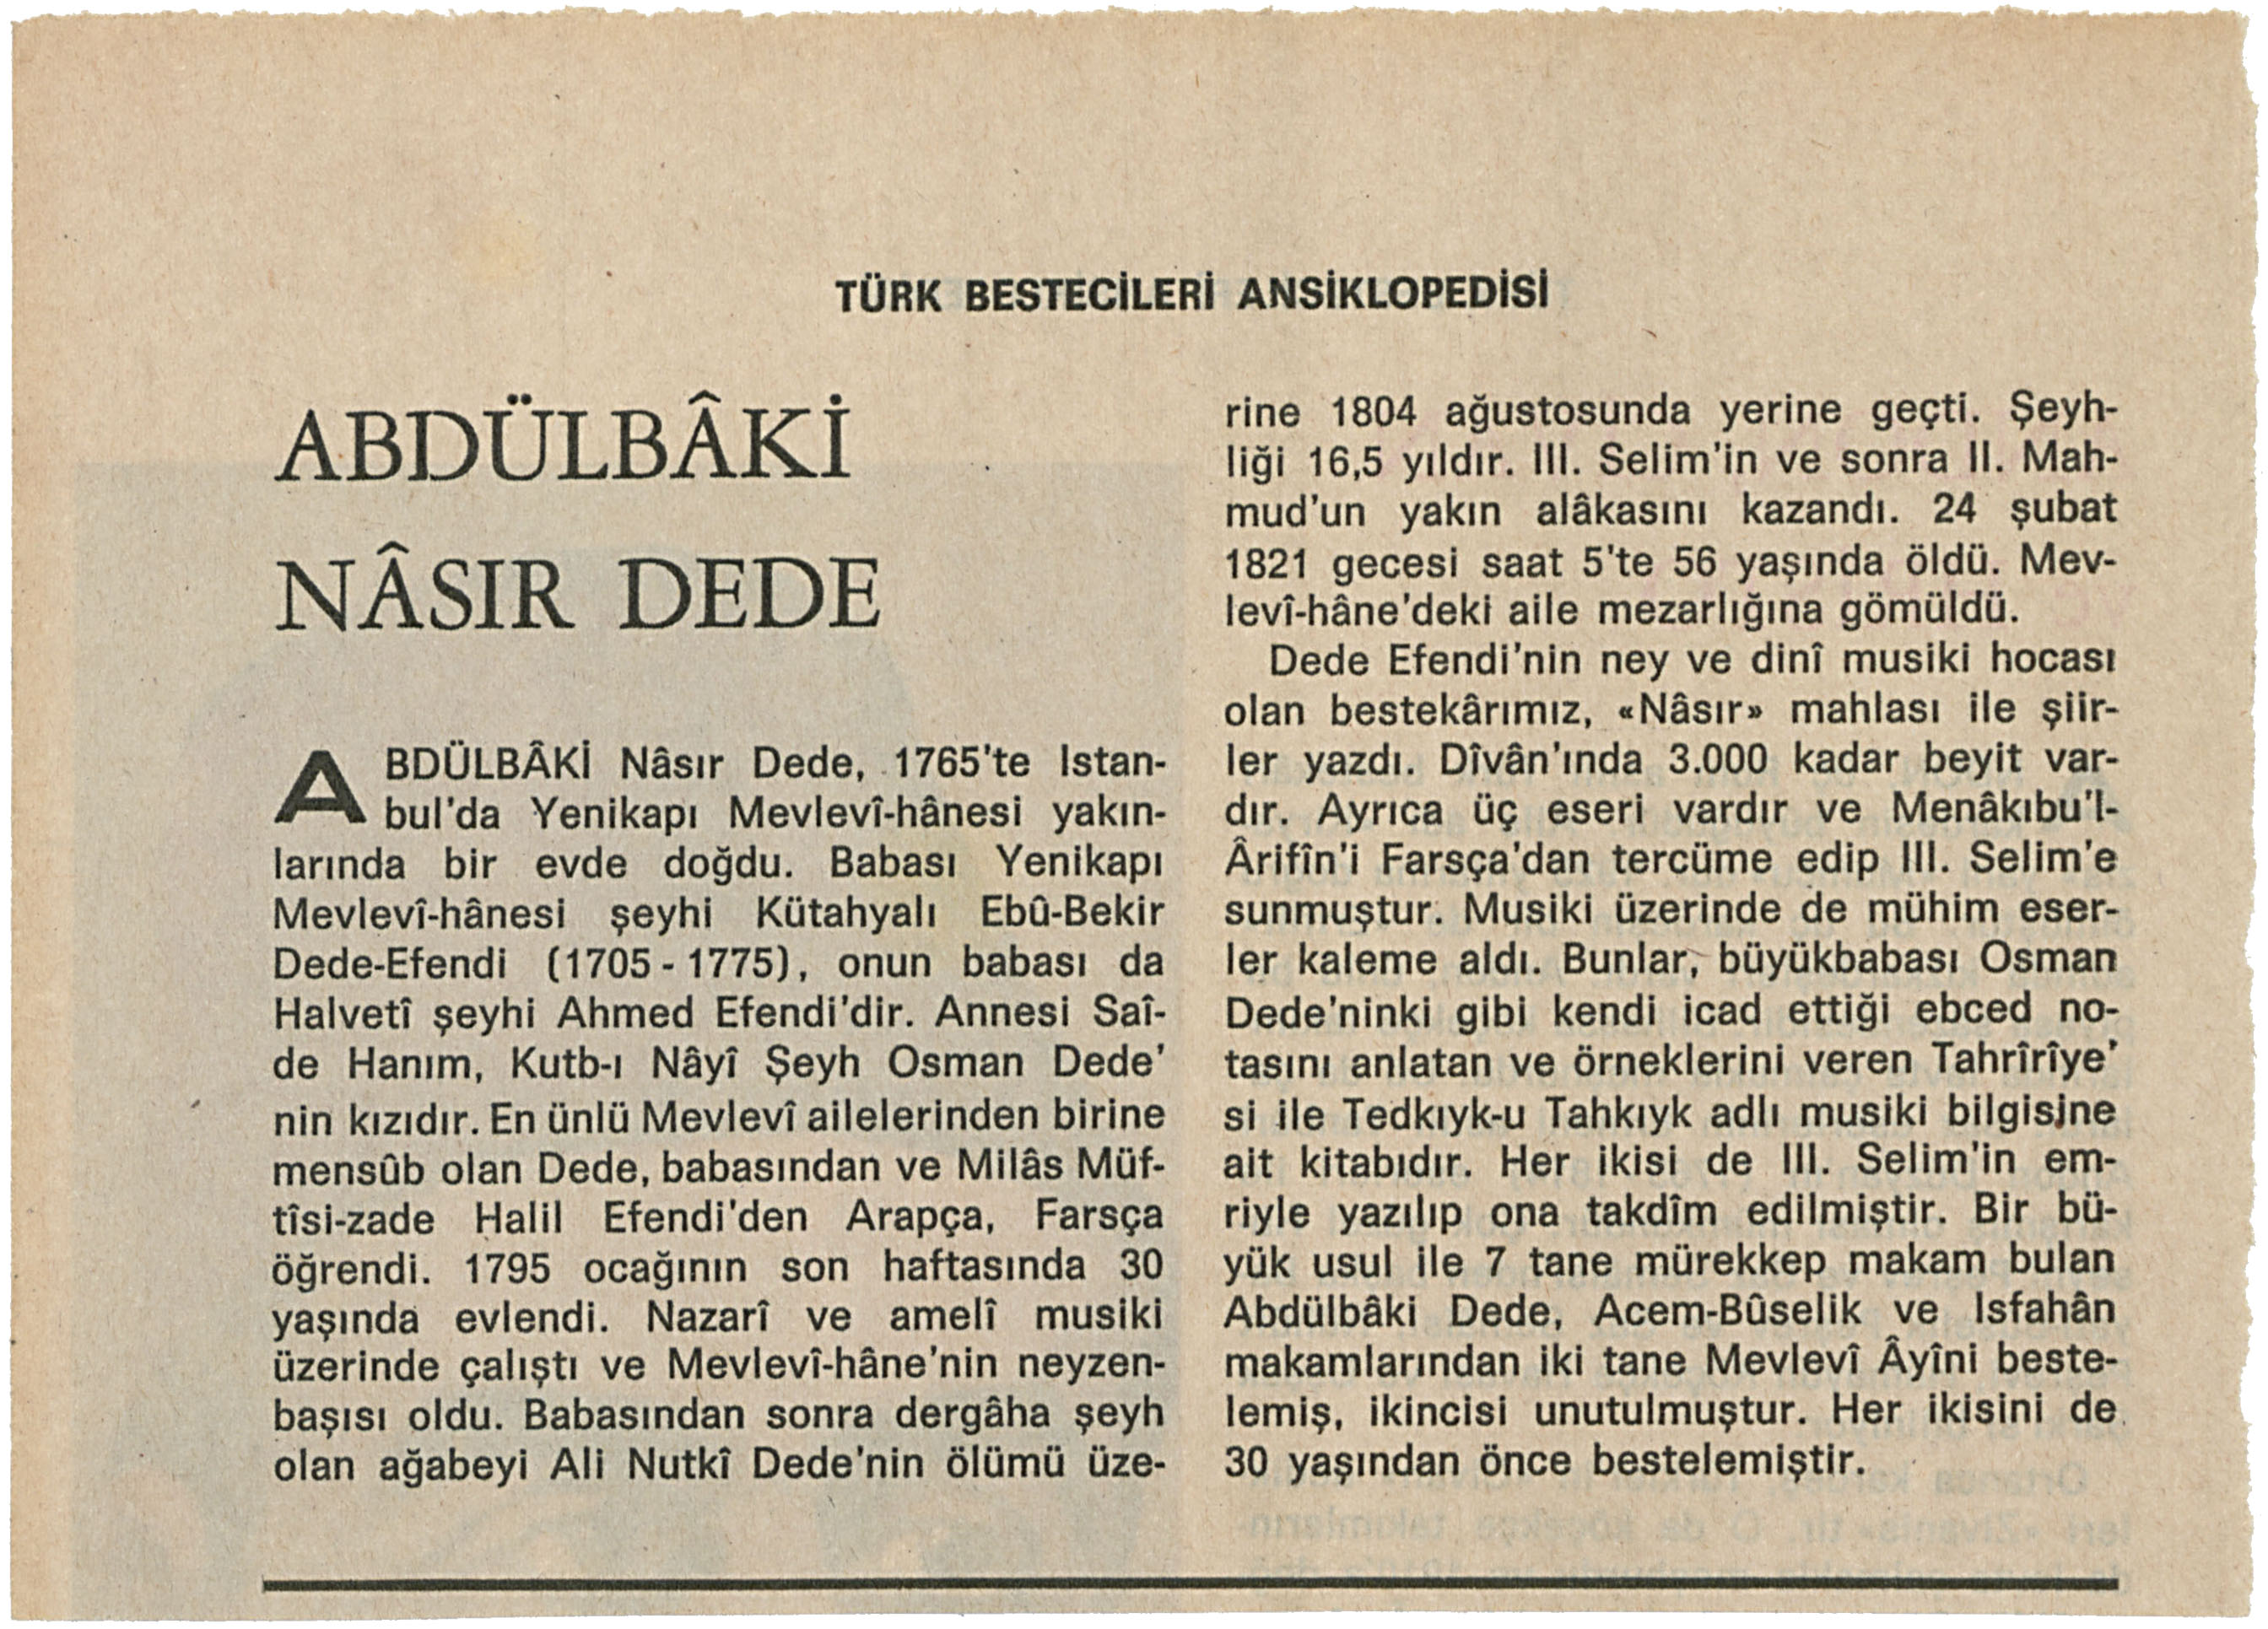 TÜRK BESTECİLERİ ANSİKLOPEDİSİ
ABDÜLBÂKİ
NÂSIR DEDE
ABDÜLBÂKİ Nâsır Dede, 1765'te Istan-
bul'da Yenikapı Mevlevî-hânesi yakın-
larında bir evde doğdu. Babası Yenikapı
Mevlevî-hânesi şeyhi Kütahyalı Ebû-Bekir
Dede-Efendi (1705 - 1775), onun babası da
Halvetî şeyhi Ahmed Efendi'dir. Annesi Saî-
de Hanım, Kutb-ı Nâyî Şeyh Osman Dede'
nin kızıdır. En ünlü Mevlevî ailelerinden birine
mensûb olan Dede, babasından ve Milâs Müf-
tîsi-zade Halil Efendi'den Arapça, Farsça
öğrendi. 1795 ocağının son haftasında 30
yaşında evlendi. Nazarî ve amelî musiki
üzerinde çalıştı ve Mevlevî-hâne'nin neyzen-
başısı oldu. Babasından sonra dergâha şeyh
olan ağabeyi Ali Nutkî Dede'nin ölümü üze-
rine 1804 ağustosunda yerine geçti. Şeyh-
liği 16,5 yıldır. III. Selim'in ve sonra II. Mah-
mud'un yakın alâkasını kazandı. 24 şubat
1821 gecesi saat 5'te 56 yaşında öldü. Mev-
levî-hâne'deki aile mezarlığına gömüldü.
Dede Efendi'nin ney ve dinî musiki hocası
olan bestekârımız, «Nâsır» mahlası ile şiir-
ler yazdı. Dîvân'ında 3.000 kadar beyit var-
dır. Ayrıca üç eseri vardır ve Menâkıbu'l-
Ârifîn'i Farsça'dan tercüme edip III. Selim'e
sunmuştur. Musiki üzerinde de mühim eser-
ler kaleme aldı. Bunlar, büyükbabası Osman
Dede'ninki gibi kendi icad ettiği ebced no-
tasını anlatan ve örneklerini veren Tahrîrîye'
si ile Tedkıyk-u Tahkıyk adlı musiki bilgisine
ait kitabıdır. Her ikisi de III. Selim'in em-
riyle yazılıp ona takdîm edilmiştir. Bir bü-
yük usul ile 7 tane mürekkep makam bulan
Abdülbâki Dede, Acem-Bûselik ve Isfahân
makamlarından iki tane Mevlevî Âyîni beste-
lemiş, ikincisi unutulmuştur. Her ikisini de
30 yaşından önce bestelemiştir.